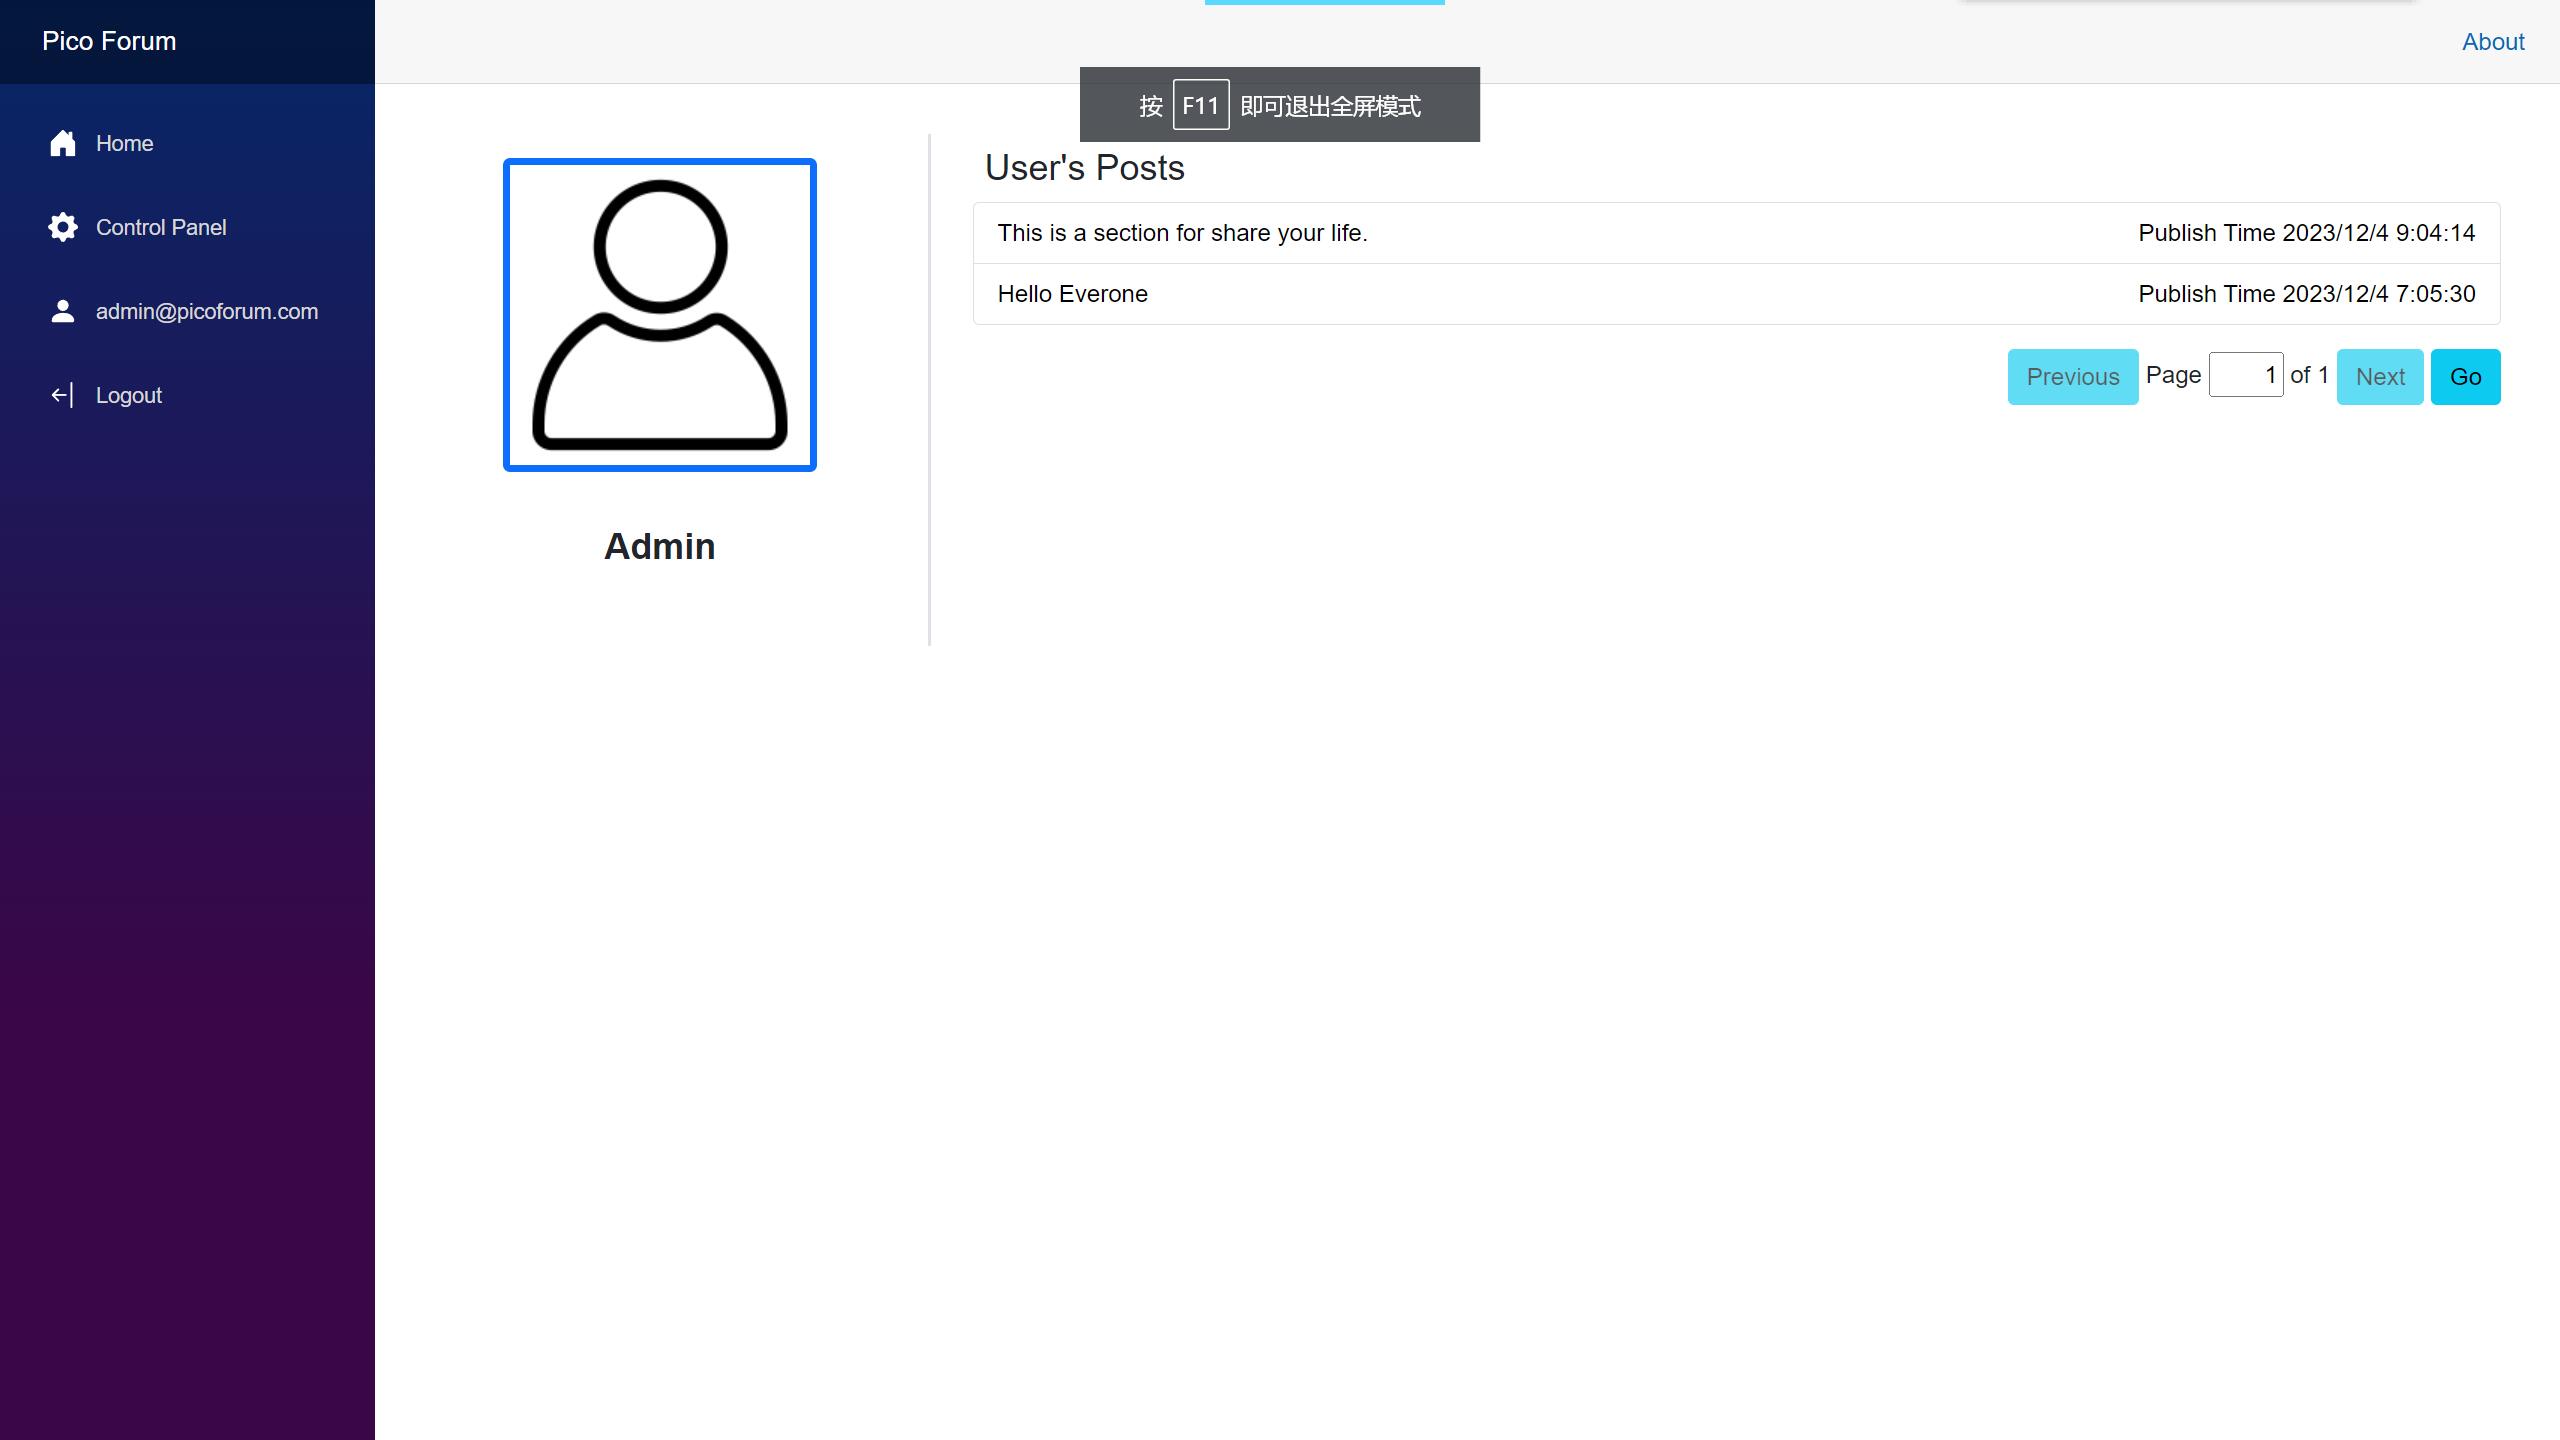 Pico Forum
About
按 F11 即可退出全屏模式
Home
Control Panel
admin@picoforum.com
Logout
Admin
User's Posts
This is a section for share your life. Publish Time 2023/12/4 9:04:14
Hello Everone Publish Time 2023/12/4 7:05:30
Previous Page 1 of 1 Next Go